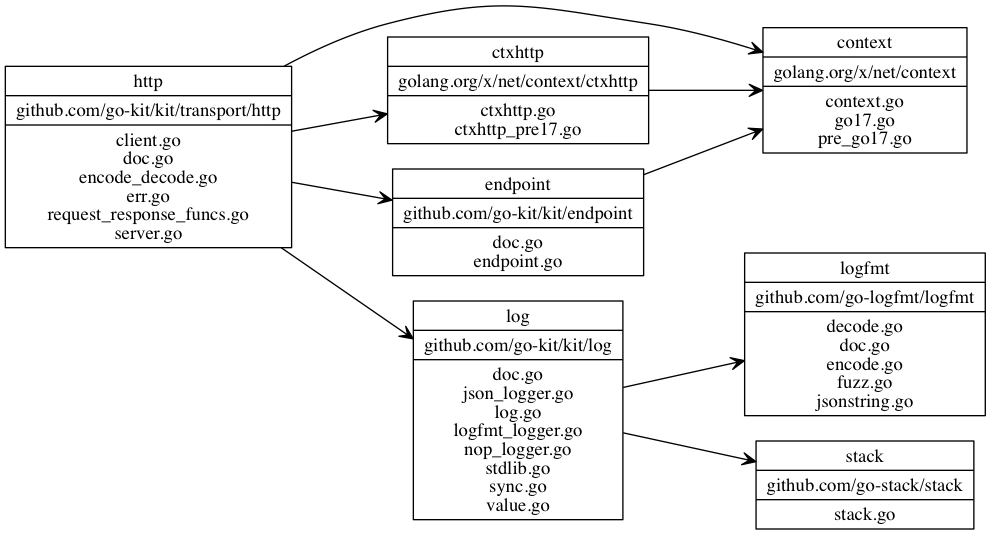 http
github.com/go-kit/kit/transport/http
client.go
doc.go
encode_decode.go
err.go
request_response_funcs.go
server.go
ctxhttp
golang.org/x/net/context/ctxhttp
ctxhttp.go
ctxhttp_pre17.go
context
golang.org/x/net/context
context.go
go17.go
pre_go17.go
endpoint
github.com/go-kit/kit/endpoint
doc.go
endpoint.go
log
github.com/go-kit/kit/log
doc.go
json_logger.go
log.go
logfmt_logger.go
nop_logger.go
stdlib.go
sync.go
value.go
logfmt
github.com/go-logfmt/logfmt
decode.go
doc.go
encode.go
fuzz.go
jsonstring.go
stack
github.com/go-stack/stack
stack.go